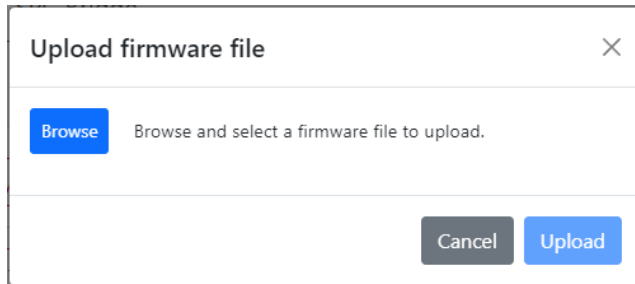 Upload firmware file
Browse
Browse and select a firmware file to upload.
Cancel
Upload